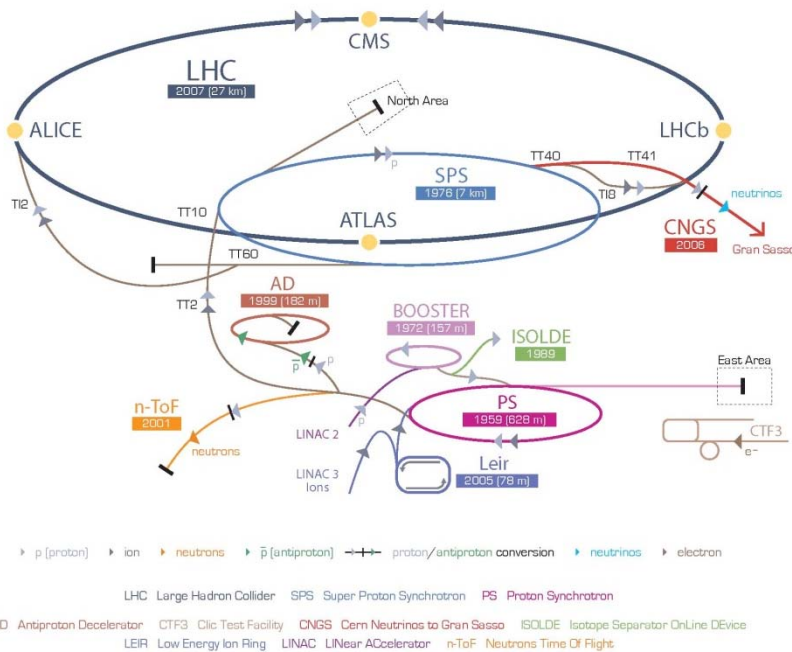 CMS
LHC
2007 (27 km)
North Area
ALICE
LHCb
TT40
TT41
p
SPS
1976 (7 km)
TI8
neutrinos
TI2
TT10
ATLAS
CNGS
2006
Gran Sasso
TT60
AD
1999 (182 m)
TT2
BOOSTER
1972 (157 m)
ISOLDE
1989
p̅
p
East Area
n-ToF
2001
PS
1959 (628 m)
LINAC 2
p
neutrons
CTF3
e-
LINAC 3
Ions
Leir
2005 (78 m)
p (proton) ion neutrons p̅ (antiproton) proton/antiproton conversion neutrinos electron
LHC Large Hadron Collider SPS Super Proton Synchrotron PS Proton Synchrotron
D Antiproton Decelerator CTF3 Clic Test Facility CNGS Cern Neutrinos to Gran Sasso ISOLDE Isotope Separator OnLine DEvice
LEIR Low Energy Ion Ring LINAC LINear ACcelerator n-ToF Neutrons Time Of Flight